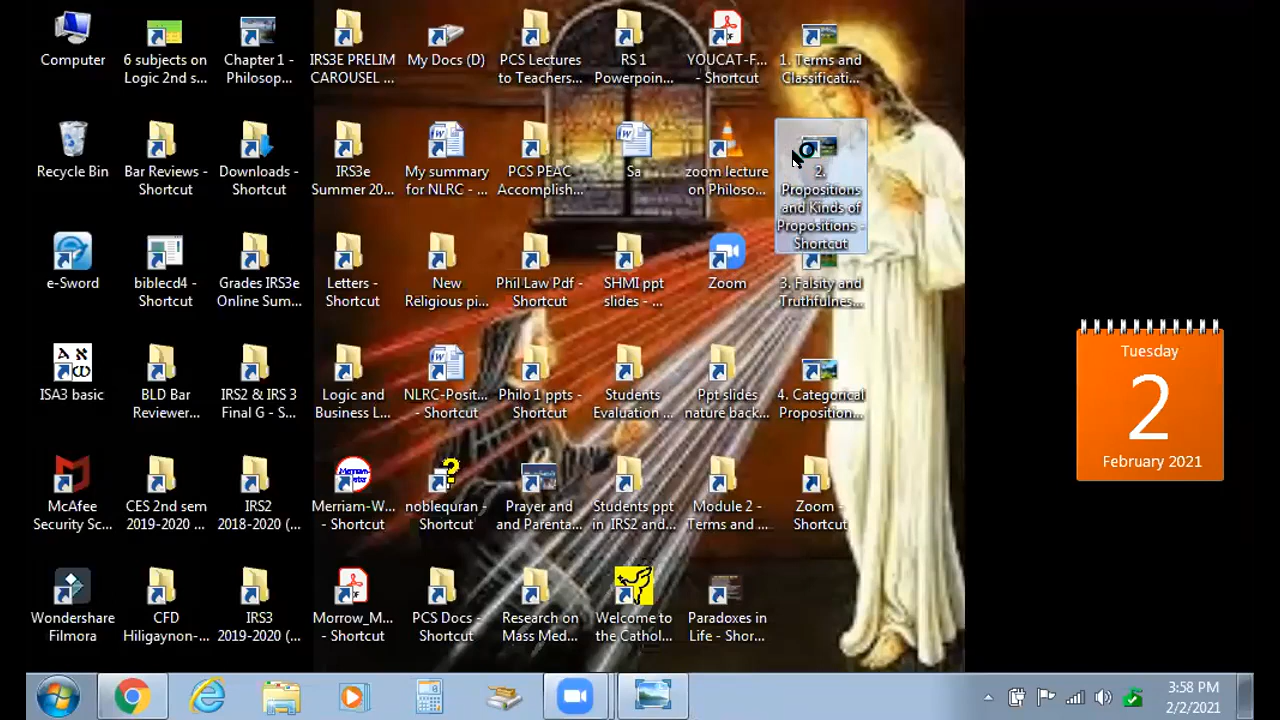 Computer
6 subjects on
Logic 2nd s...
Chapter 1 -
Philosop...
IRS3E PRELIM
CAROUSEL ...
My Docs (D)
PCS Lectures
to Teachers...
RS 1
Powerpoin...
YOUCAT-F...
- Shortcut
1. Terms and
Classificati...
Recycle Bin
Bar Reviews -
Shortcut
Downloads -
Shortcut
IRS3e
Summer 20...
My summary
for NLRC - ...
PCS PEAC
Accomplish...
Sa
zoom lecture
on Philoso...
2.
Propositions
and Kinds of
Propositions -
Shortcut
e-Sword
biblecd4 -
Shortcut
Grades IRS3e
Online Sum...
Letters -
Shortcut
New
Religious pi...
Phil Law Pdf -
Shortcut
SHMI ppt
slides - ...
Zoom
3. Falsity and
Truthfulnes...
ISA3 basic
BLD Bar
Reviewer...
IRS2 & IRS 3
Final G - S...
Logic and
Business L...
NLRC-Posit...
- Shortcut
Philo 1 ppts -
Shortcut
Students
Evaluation ...
Ppt slides
nature back...
4. Categorical
Proposition...
McAfee
Security Sc...
CES 2nd sem
2019-2020 ...
IRS2
2018-2020 (...
Merriam-W...
- Shortcut
noblequran -
Shortcut
Prayer and
and Parenta...
Students ppt
in IRS2 and...
Module 2 -
Terms and ...
Zoom -
Shortcut
Wondershare
Filmora
CFD
Hiligaynon-...
IRS3
2019-2020 (...
Morrow_M...
- Shortcut
PCS Docs -
Shortcut
Research on
Mass Med...
Welcome to
the Cathol...
Paradoxes in
Life - Shor...
Tuesday
2
February 2021
3:58 PM
2/2/2021